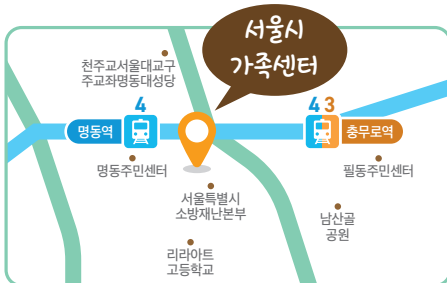 서울시
가족센터
천주교서울대교구
주교좌명동대성당
4
명동역
4 3
충무로역
명동주민센터
필동주민센터
서울특별시
소방재난본부
남산골
공원
리라아트
고등학교